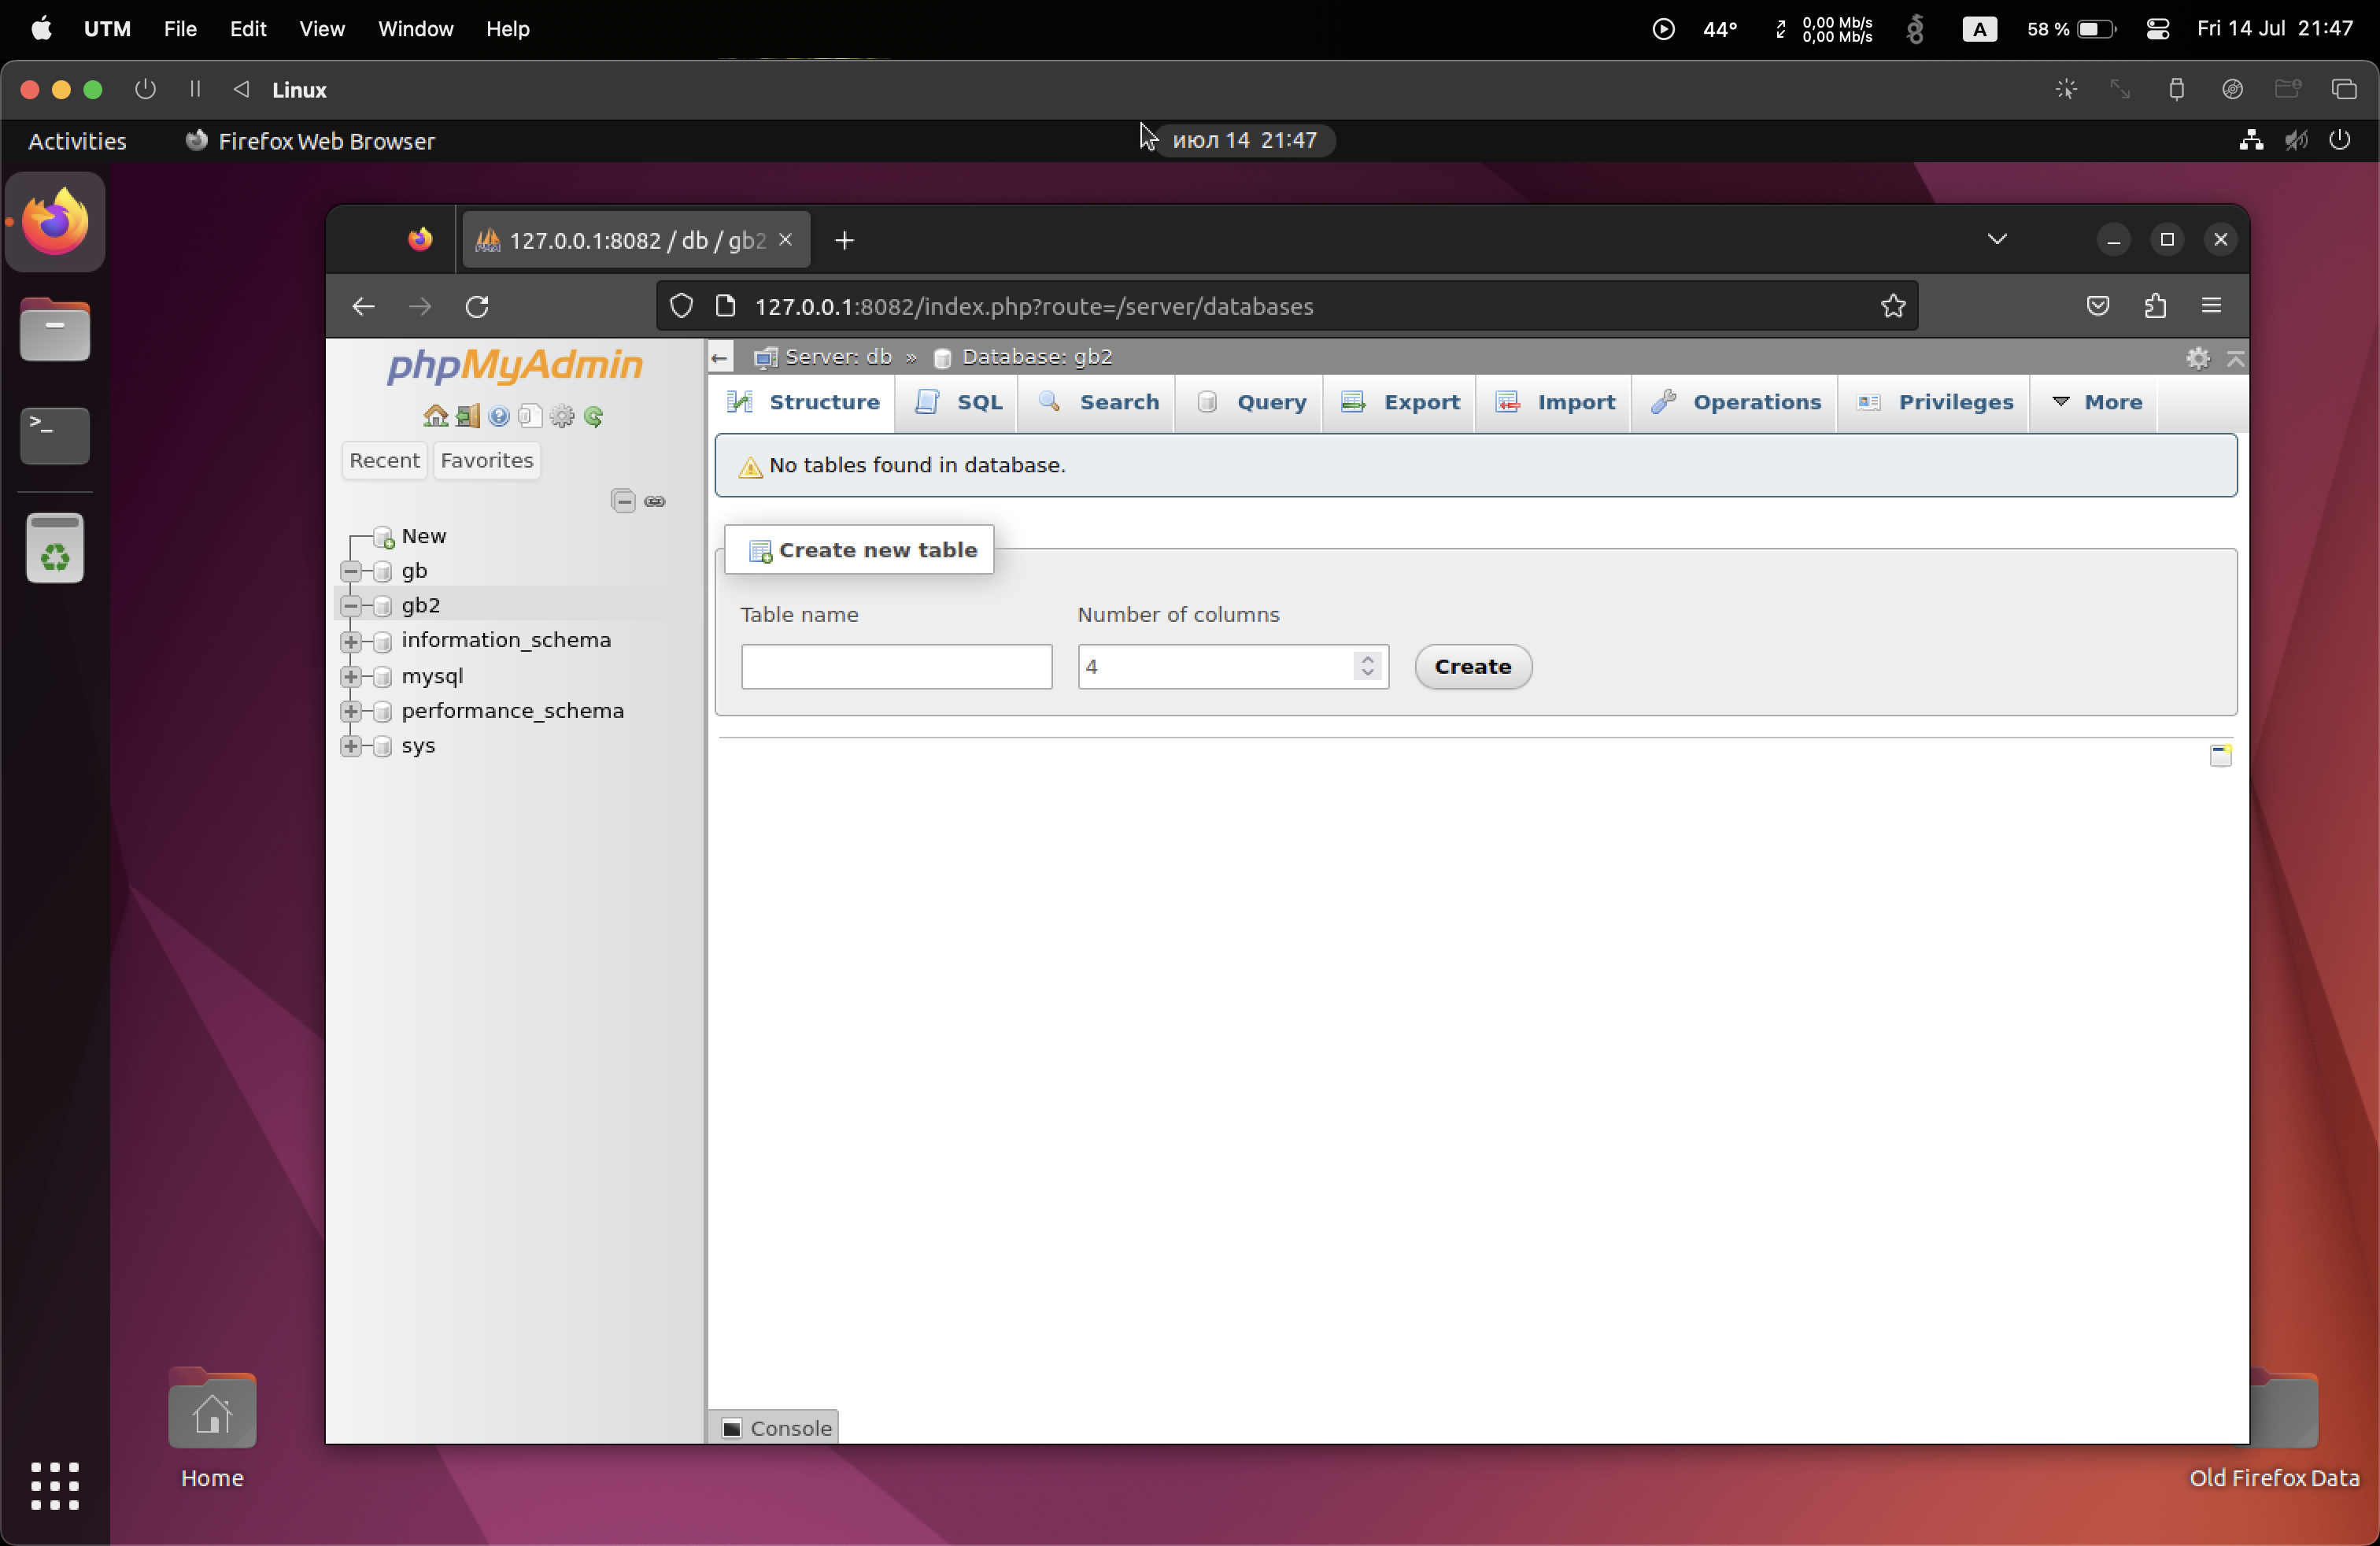 UTM File Edit View Window Help
44° 0,00 Mb/s 0,00 Mb/s A 58 % Fri 14 Jul 21:47
Linux
Activities Firefox Web Browser июл 14 21:47
127.0.0.1:8082 / db / gb2
127.0.0.1:8082/index.php?route=/server/databases
phpMyAdmin
Recent Favorites
New
gb
gb2
information_schema
mysql
performance_schema
sys
Server: db » Database: gb2
Structure SQL Search Query Export Import Operations Privileges More
No tables found in database.
Create new table
Table name Number of columns
4 Create
Console
Home
Old Firefox Data